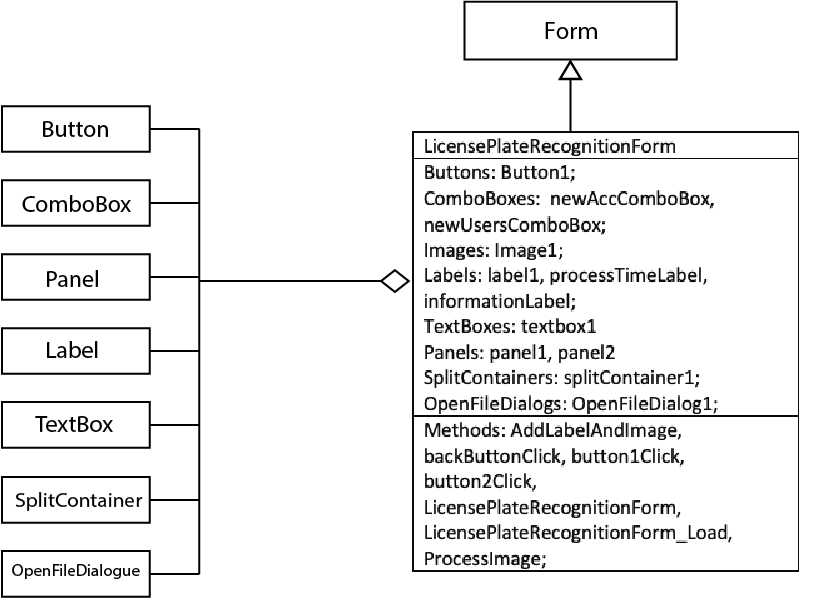 Form
Button
ComboBox
Panel
Label
TextBox
SplitContainer
OpenFileDialogue
LicensePlateRecognitionForm
Buttons: Button1;
ComboBoxes: newAccComboBox,
newUsersComboBox;
Images: Image1;
Labels: label1, processTimeLabel,
informationLabel;
TextBoxes: textbox1
Panels: panel1, panel2
SplitContainers: splitContainer1;
OpenFileDialogs: OpenFileDialog1;
Methods: AddLabelAndImage,
backButtonClick, button1Click,
button2Click,
LicensePlateRecognitionForm,
LicensePlateRecognitionForm_Load,
ProcessImage;